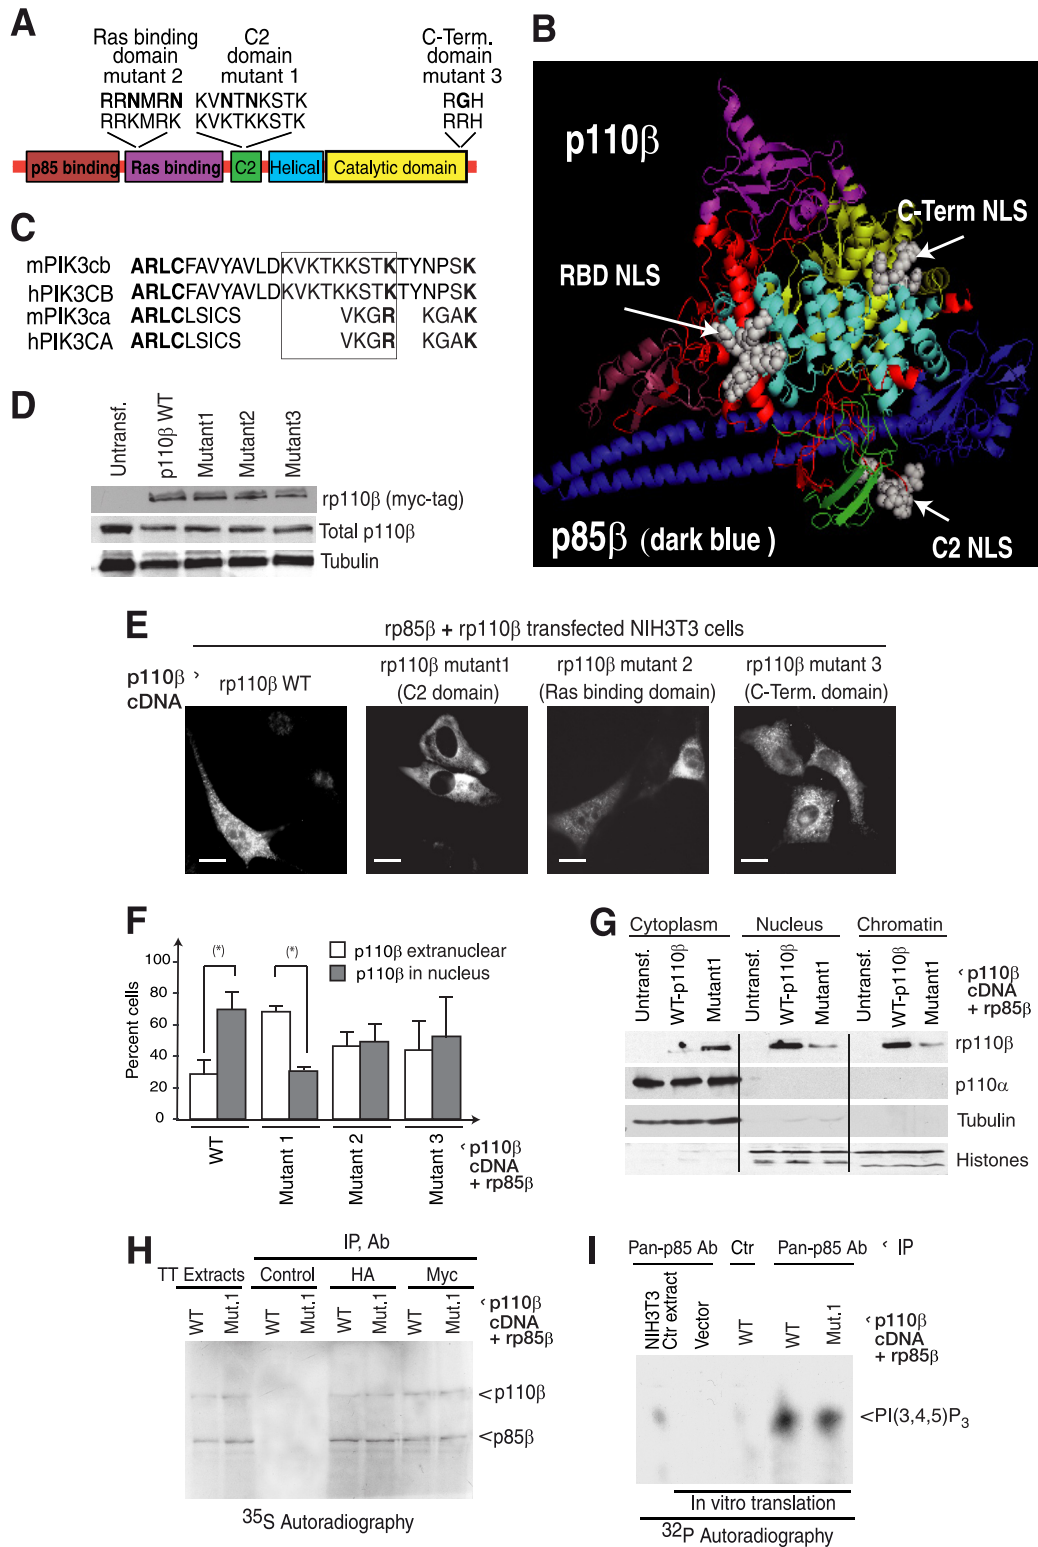 A
Ras binding
domain
mutant 2
RRNMRN
RRKMRK
C2
domain
mutant 1
KVNTNKSTK
KVKTKKSTK
C-Term.
domain
mutant 3
RGH
RRH
p85 binding
Ras binding
C2
Helical
Catalytic domain
B
p110β
C-Term NLS
RBD NLS
p85β (dark blue )
C2 NLS
C
mPIK3cb ARLCFAVYAVLDKVKTKKSTKTYNPSK
hPIK3CB ARLCFAVYAVLDKVKTKKSTKTYNPSK
mPIK3ca ARLCLSICS VKGR KGAK
hPIK3CA ARLCLSICS VKGR KGAK
D
Untransf.
p110β WT
Mutant1
Mutant2
Mutant3
rp110β (myc-tag)
Total p110β
Tubulin
E
rp85β + rp110β transfected NIH3T3 cells
p110β
cDNA
rp110β WT
rp110β mutant1
(C2 domain)
rp110β mutant 2
(Ras binding domain)
rp110β mutant 3
(C-Term. domain)
F
Percent cells
100
80
60
40
20
0
(*)
(*)
p110β extranuclear
p110β in nucleus
WT
Mutant 1
Mutant 2
Mutant 3
p110β
cDNA
+ rp85β
G
Cytoplasm
Nucleus
Chromatin
Untransf.
WT-p110β
Mutant1
Untransf.
WT-p110β
Mutant1
Untransf.
WT-p110β
Mutant1
p110β
cDNA
+ rp85β
rp110β
p110α
Tubulin
Histones
H
IP, Ab
TT Extracts
Control
HA
Myc
WT
Mut.1
WT
Mut.1
WT
Mut.1
WT
Mut.1
p110β
cDNA
+ rp85β
<p110β
<p85β
35S Autoradiography
I
Pan-p85 Ab
Ctr
Pan-p85 Ab
IP
NIH3T3
Ctr extract
Vector
WT
WT
Mut.1
p110β
cDNA
+ rp85β
<PI(3,4,5)P3
In vitro translation
32P Autoradiography